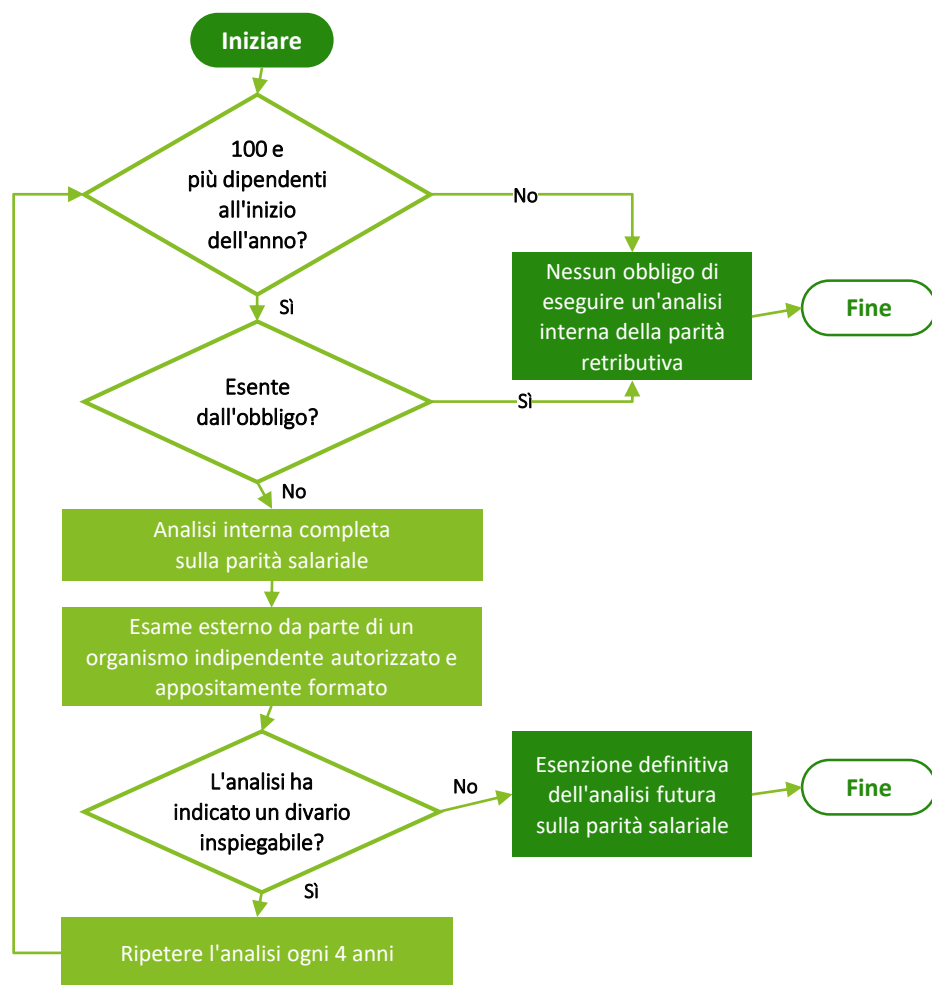 Iniziare
100 e
più dipendenti
all'inizio
dell'anno?
No
Nessun obbligo di
eseguire un'analisi
interna della parità
retributiva
Fine
Sì
Esente
dall'obbligo?
Sì
No
Analisi interna completa
sulla parità salariale
Esame esterno da parte di un
organismo indipendente autorizzato e
appositamente formato
L'analisi ha
indicato un divario
inspiegabile?
No
Esenzione definitiva
dell'analisi futura
sulla parità salariale
Fine
Sì
Ripetere l'analisi ogni 4 anni